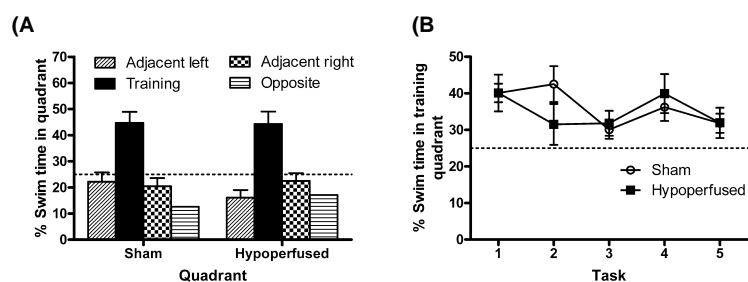 (A)
% Swim time in quadrant
70
60
50
40
30
20
10
0
Adjacent left
Adjacent right
Training
Opposite
Sham
Hypoperfused
Quadrant
(B)
% Swim time in training
quadrant
50
40
30
20
10
0
Sham
Hypoperfused
1
2
3
4
5
Task